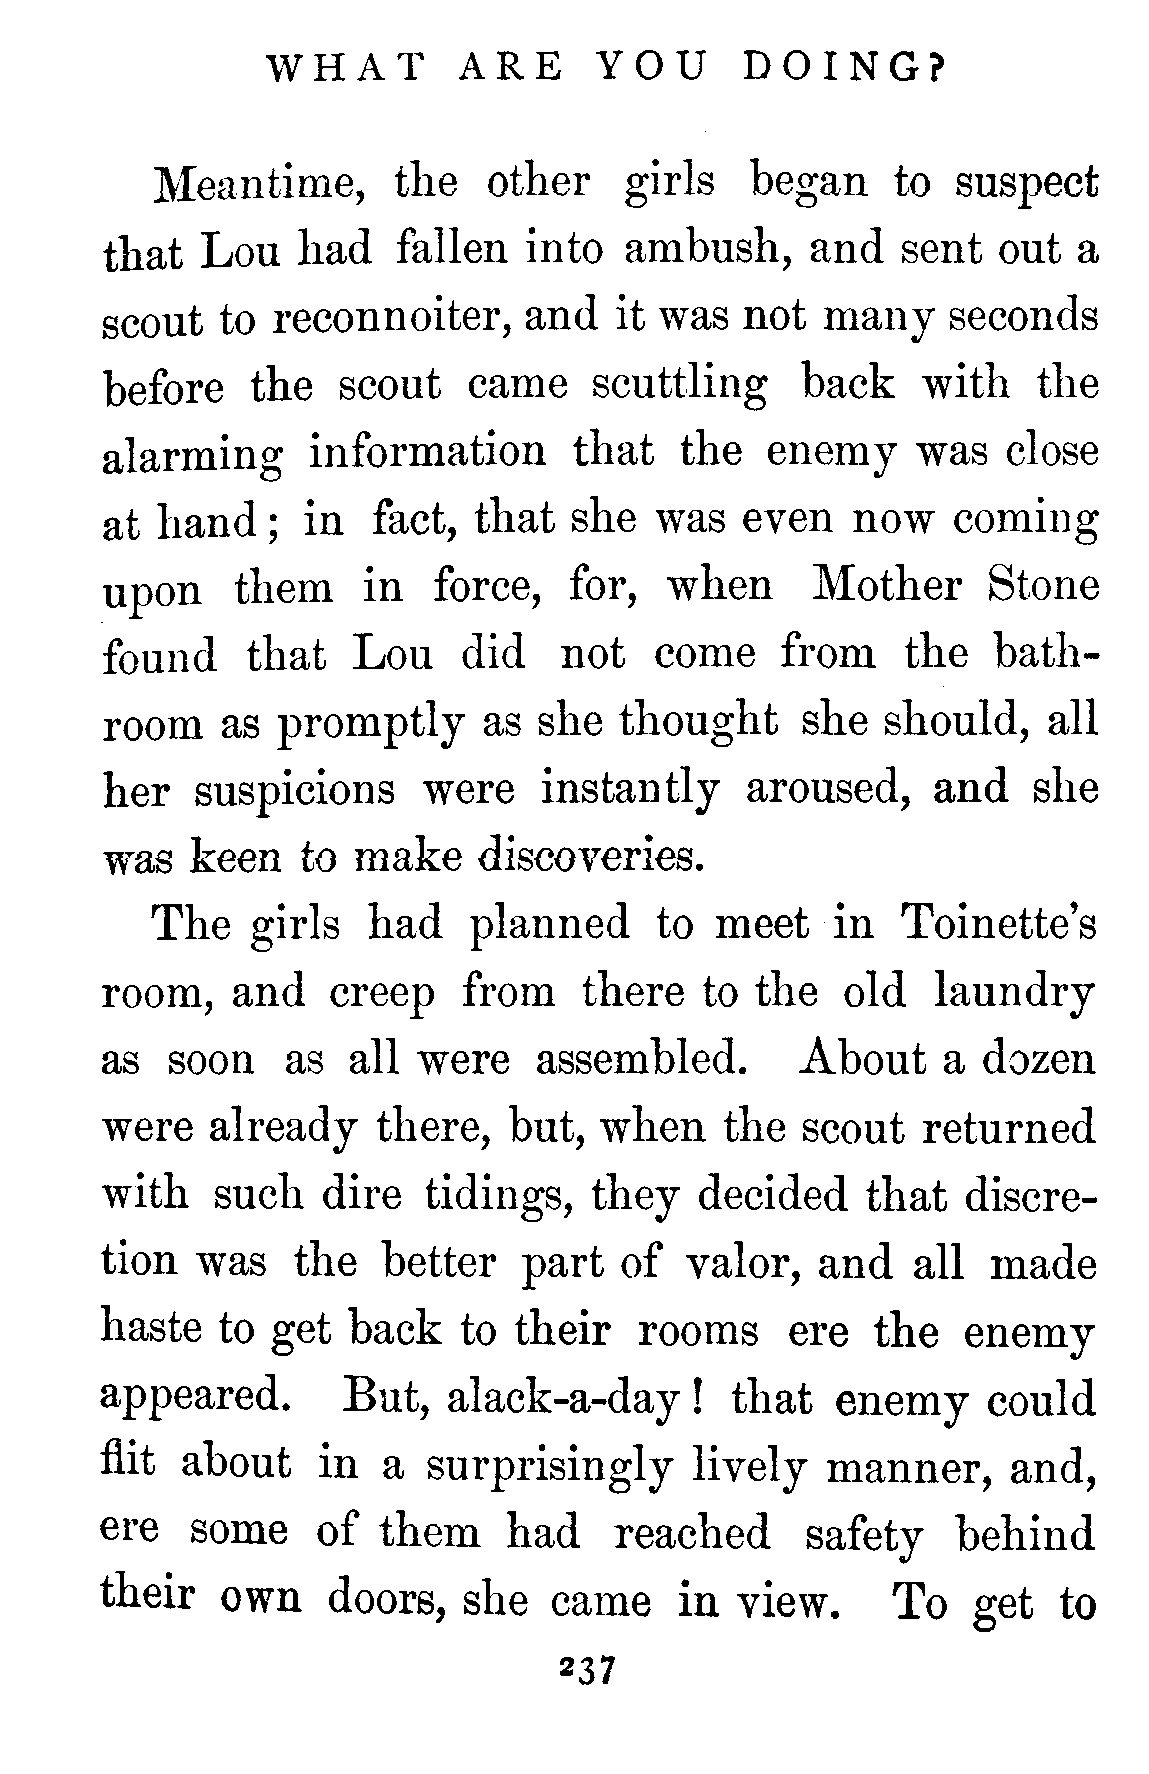 WHAT ARE YOU DOING?
Meantime, the other girls began to suspect
that Lou had fallen into ambush, and sent out a
scout to reconnoiter, and it was not many seconds
before the scout came scuttling back with the
alarming information that the enemy was close
at hand; in fact, that she was even now coming
upon them in force, for, when Mother Stone
found that Lou did not come from the bath-
room as promptly as she thought she should, all
her suspicions were instantly aroused, and she
was keen to make discoveries.
The girls had planned to meet in Toinette's
room, and creep from there to the old laundry
as soon as all were assembled. About a dozen
were already there, but, when the scout returned
with such dire tidings, they decided that discre-
tion was the better part of valor, and all made
haste to get back to their rooms ere the enemy
appeared. But, alack-a-day! that enemy could
flit about in a surprisingly lively manner, and,
ere some of them had reached safety behind
their own doors, she came in view. To get to
237